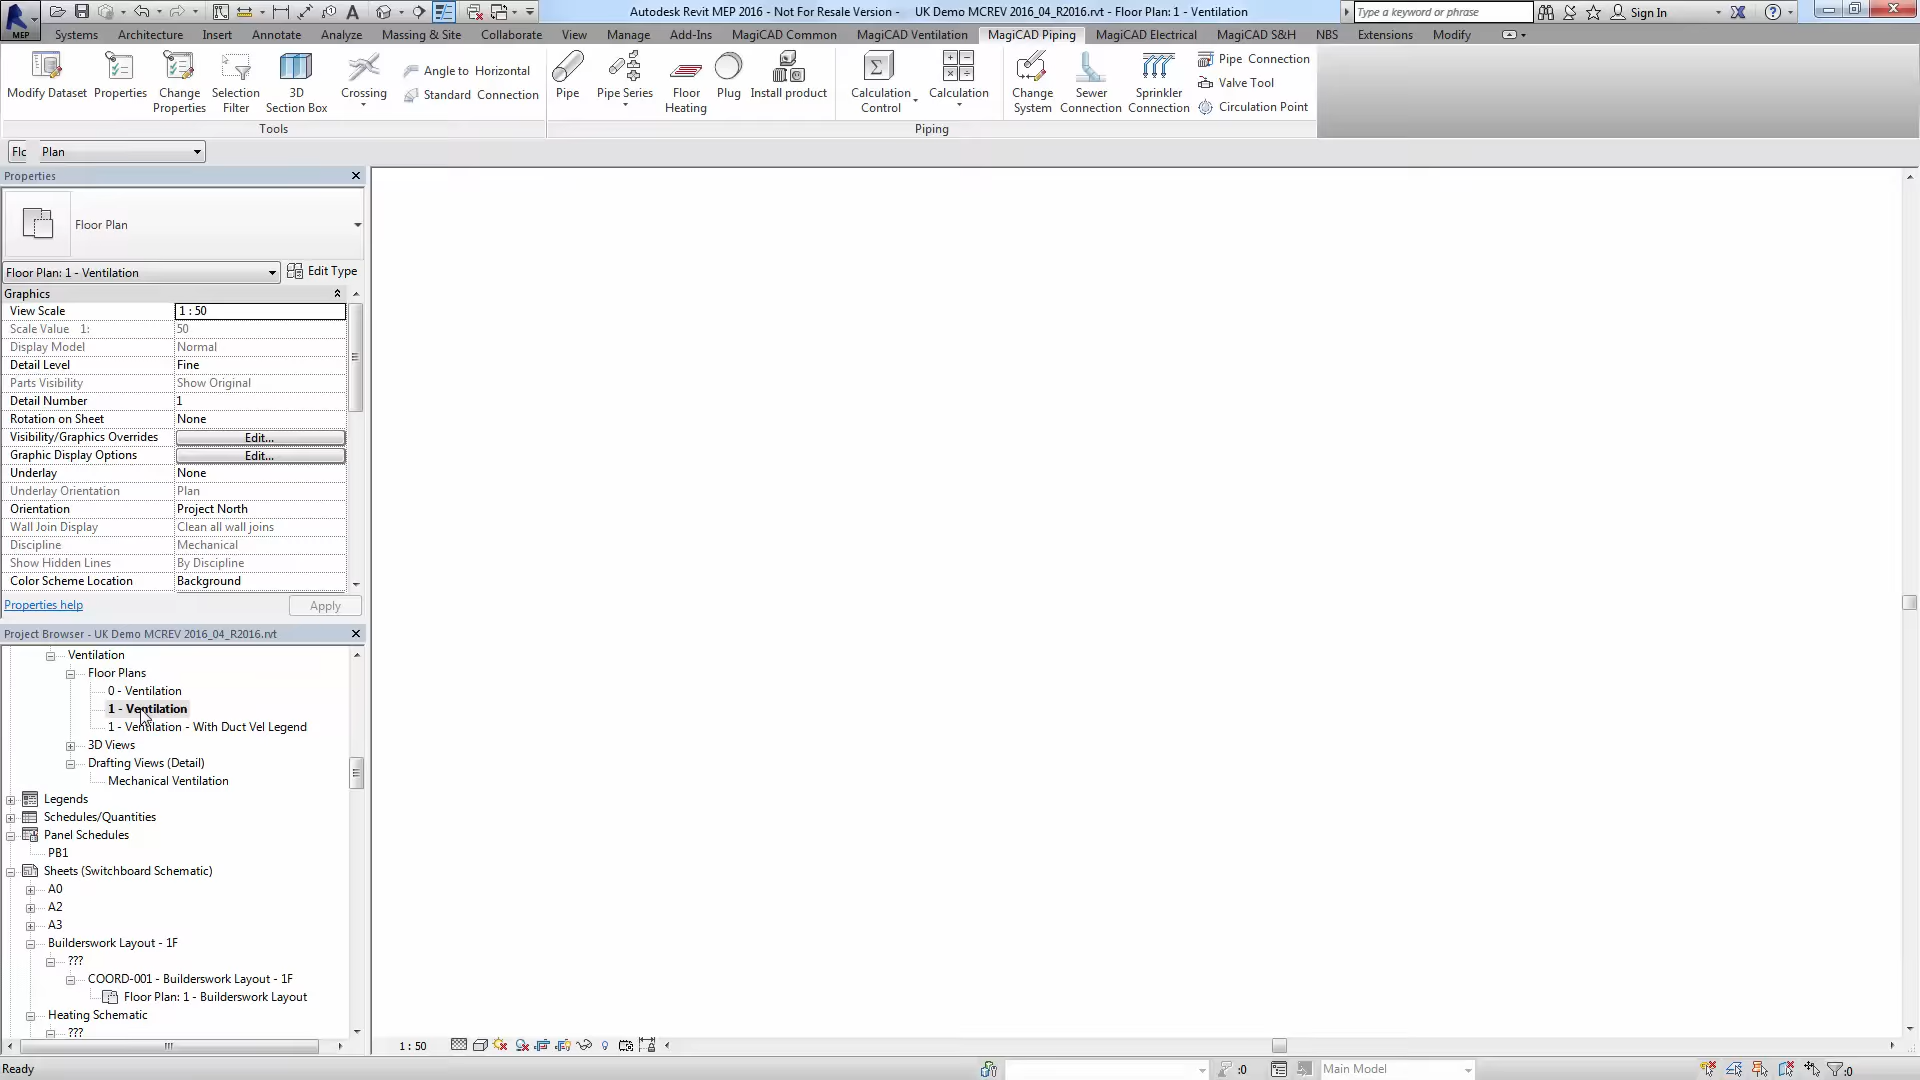 Autodesk Revit MEP 2016 - Not For Resale Version - UK Demo MCREV 2016_04_R2016.rvt - Floor Plan: 1 - Ventilation
Type a keyword or phrase
Sign In
MEP
Systems Architecture Insert Annotate Analyze Massing & Site Collaborate View Manage Add-Ins MagiCAD Common MagiCAD Ventilation MagiCAD Piping MagiCAD Electrical MagiCAD S&H NBS Extensions Modify
Modify Dataset
Properties
Change Properties
Selection Filter
3D Section Box
Crossing
Angle to Horizontal
Standard Connection
Pipe
Pipe Series
Floor Heating
Plug
Install product
Calculation Control
Calculation
Change System
Sewer Connection
Sprinkler Connection
Pipe Connection
Valve Tool
Circulation Point
Tools
Piping
Flc Plan
Properties
Floor Plan
Floor Plan: 1 - Ventilation Edit Type
Graphics
View Scale 1 : 50
Scale Value 1: 50
Display Model Normal
Detail Level Fine
Parts Visibility Show Original
Detail Number 1
Rotation on Sheet None
Visibility/Graphics Overrides Edit...
Graphic Display Options Edit...
Underlay None
Underlay Orientation Plan
Orientation Project North
Wall Join Display Clean all wall joins
Discipline Mechanical
Show Hidden Lines By Discipline
Color Scheme Location Background
Properties help Apply
Project Browser - UK Demo MCREV 2016_04_R2016.rvt
Ventilation
Floor Plans
0 - Ventilation
1 - Ventilation
1 - Ventilation - With Duct Vel Legend
3D Views
Drafting Views (Detail)
Mechanical Ventilation
Legends
Schedules/Quantities
Panel Schedules
PB1
Sheets (Switchboard Schematic)
A0
A2
A3
Builderswork Layout - 1F
???
COORD-001 - Builderswork Layout - 1F
Floor Plan: 1 - Builderswork Layout
Heating Schematic
???
1 : 50
Ready
:0
Main Model
:0